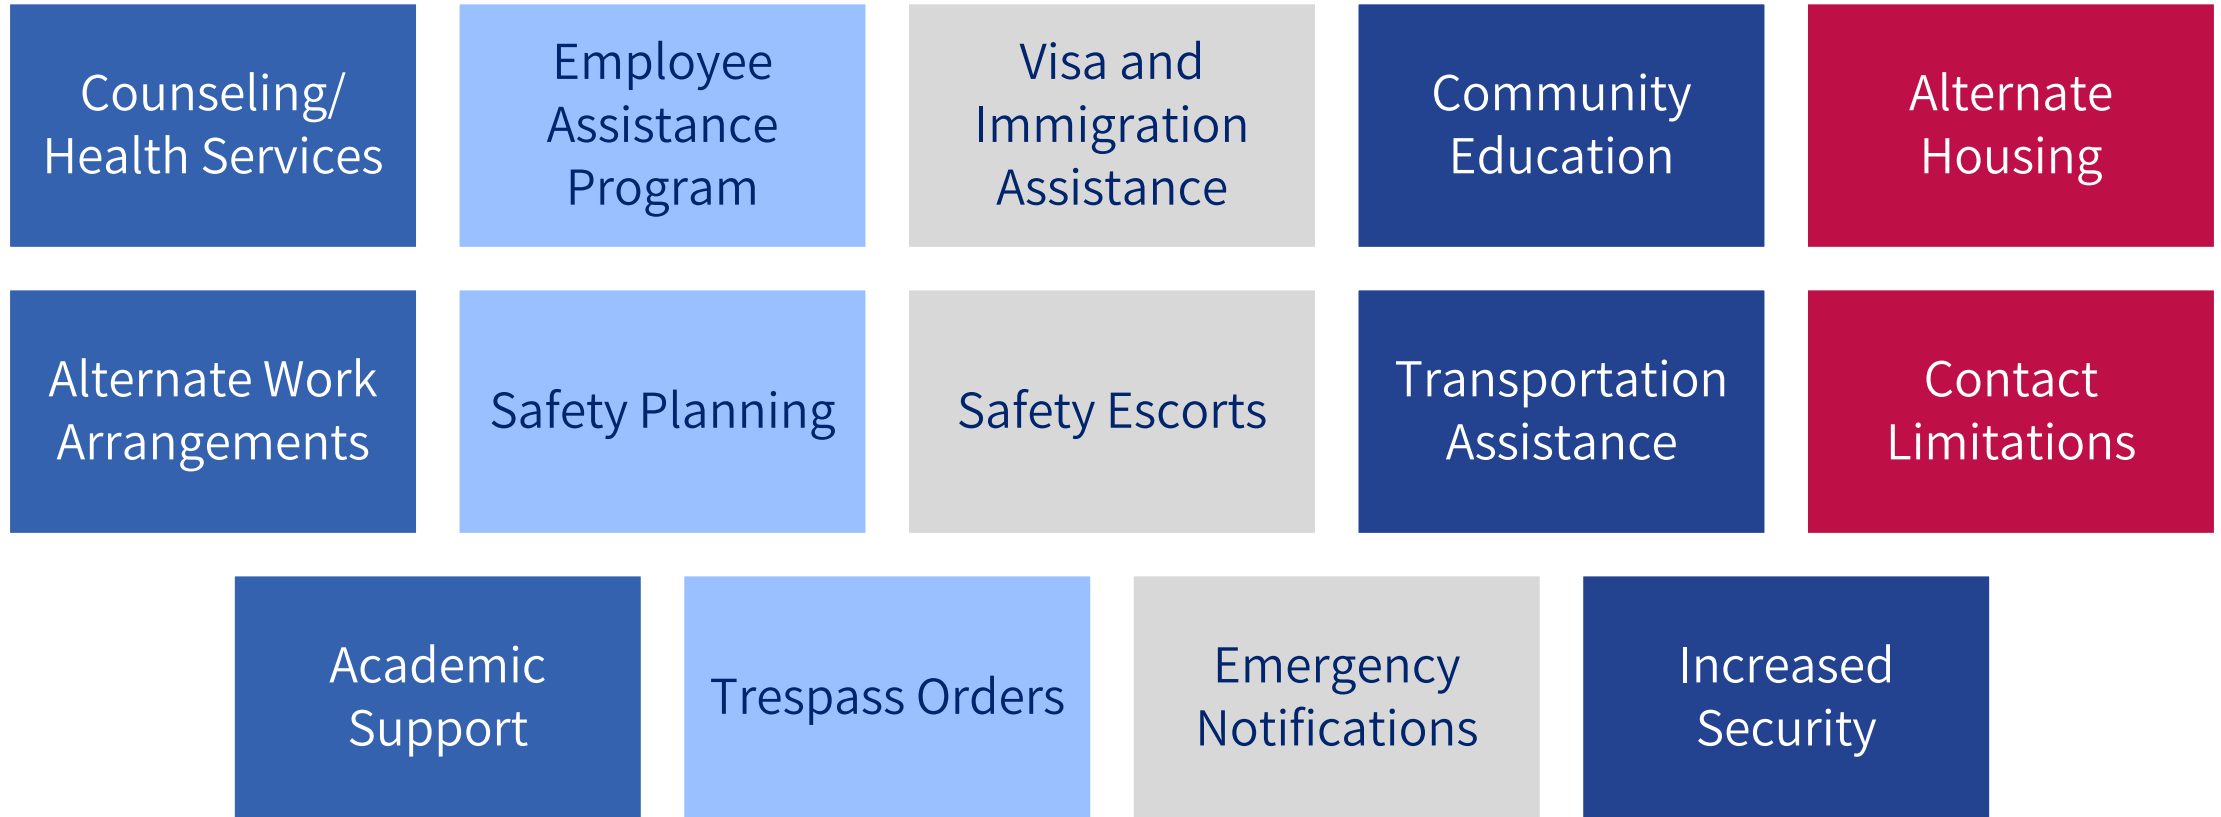 Counseling/
Health Services
Employee
Assistance
Program
Visa and
Immigration
Assistance
Community
Education
Alternate
Housing
Alternate Work
Arrangements
Safety Planning
Safety Escorts
Transportation
Assistance
Contact
Limitations
Academic
Support
Trespass Orders
Emergency
Notifications
Increased
Security